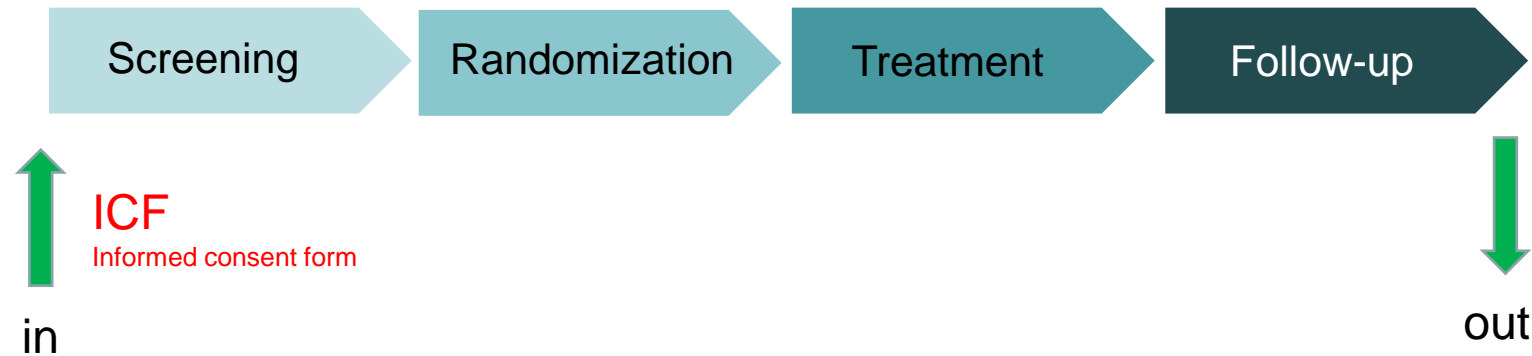 Screening
Randomization
Treatment
Follow-up
ICF
Informed consent form
in
out